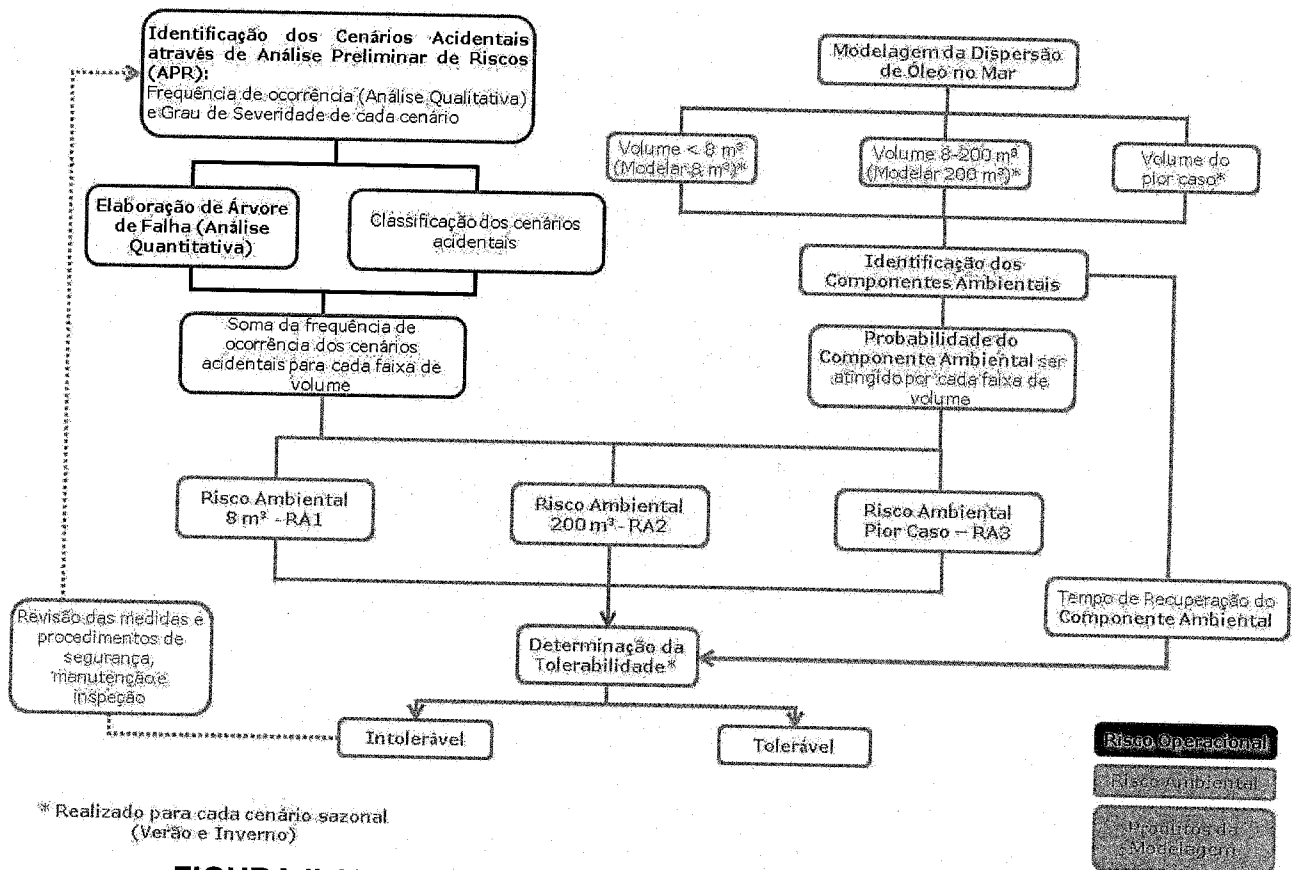 Identificação dos Cenários Acidentais
através de Análise Preliminar de Riscos
(APR):
Frequência de ocorrência (Análise Qualitativa)
e Grau de Severidade de cada cenário
Modelagem da Dispersão
de Óleo no Mar
Volume < 8 m³
(Modelar 8 m³)*
Volume 8-200 m³
(Modelar 200 m³)*
Volume do
pior caso*
Elaboração de Árvore
de Falha (Análise
Quantitativa)
Classificação dos cenários
acidentais
Identificação dos
Componentes Ambientais
Soma da frequência de
ocorrência dos cenários
acidentais para cada faixa de
volume
Probabilidade do
Componente Ambiental ser
atingido por cada faixa de
volume
Risco Ambiental
8 m³ - RA1
Risco Ambiental
200 m³ - RA2
Risco Ambiental
Pior Caso – RA3
Revisão das medidas e
procedimentos de
segurança,
manutenção e
inspeção
Tempo de Recuperação do
Componente Ambiental
Determinação da
Tolerabilidade*
Intolerável
Tolerável
Risco Operacional
Risco Ambiental
Produtos da
Modelagem
* Realizado para cada cenário sazonal
(Verão e Inverno)